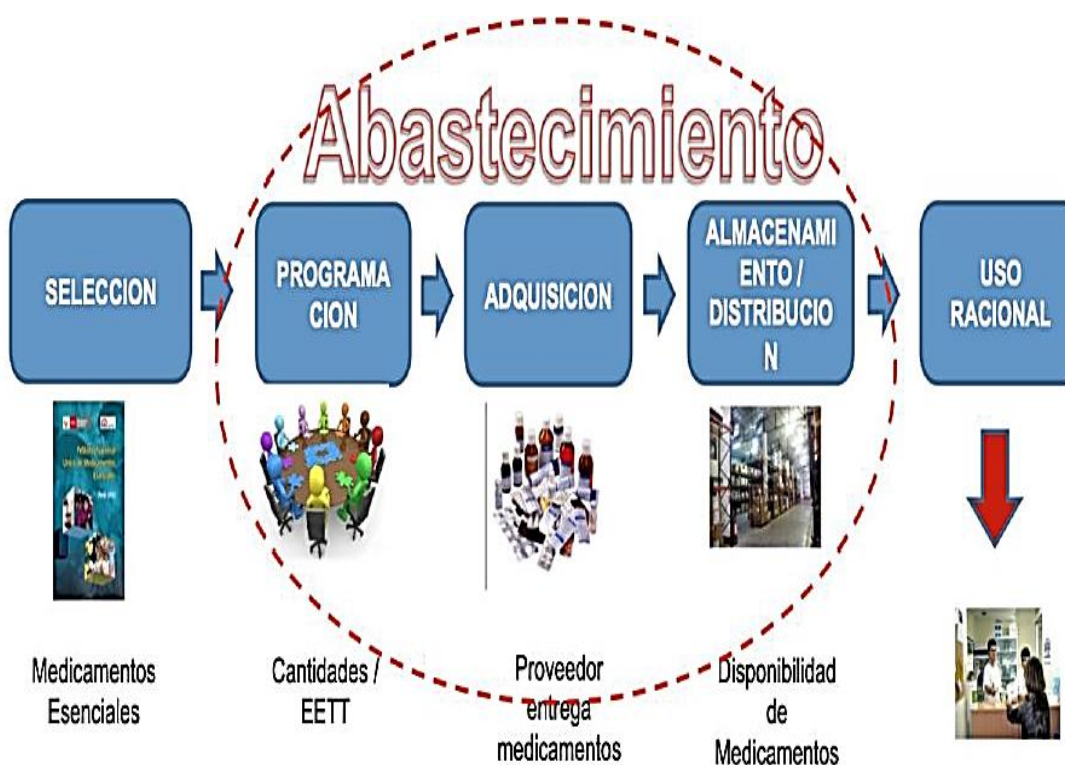 Abastecimiento
SELECCION
PROGRAMA
CION
ADQUISICION
ALMACENAMI
ENTO /
DISTRIBUCIO
N
USO
RACIONAL
Medicamentos
Esenciales
Cantidades /
EETT
Proveedor
entrega
medicamentos
Disponibilidad
de
Medicamentos